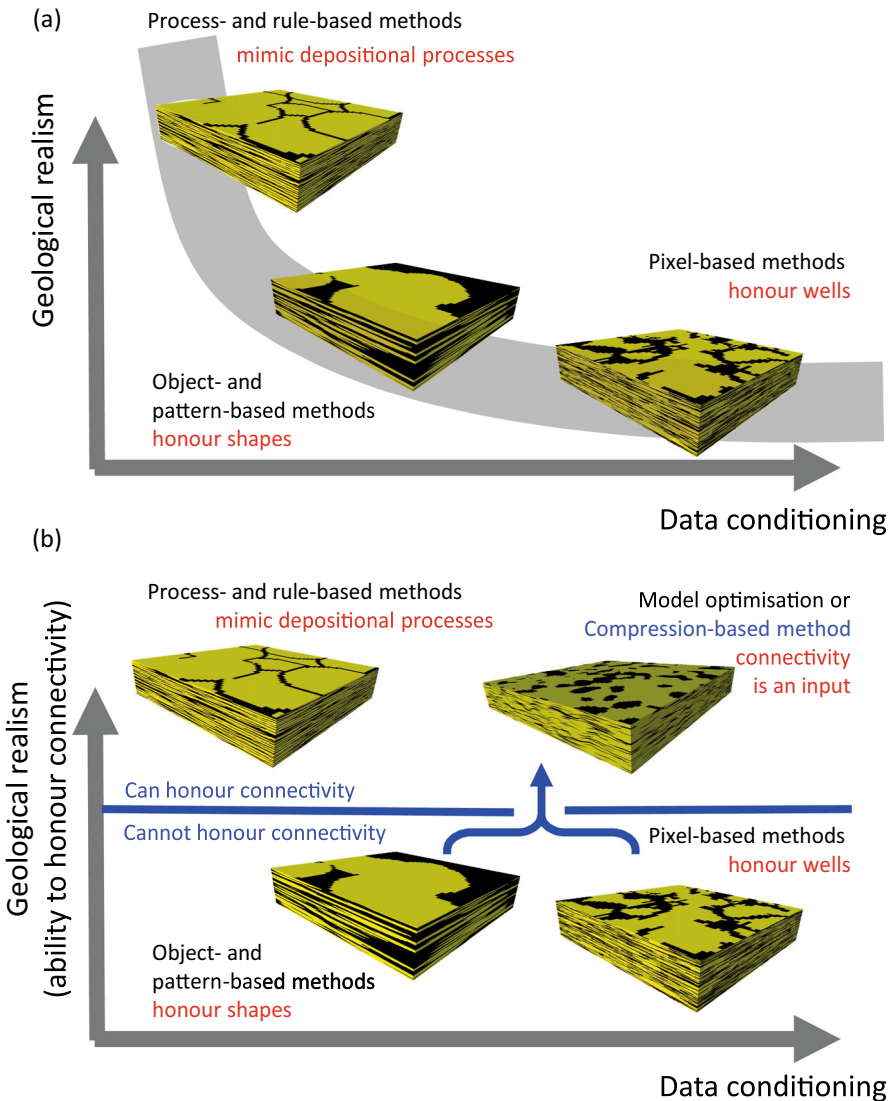 (a)
Process- and rule-based methods
mimic depositional processes
Geological realism
Pixel-based methods
honour wells
Object- and
pattern-based methods
honour shapes
Data conditioning
(b)
Process- and rule-based methods
mimic depositional processes
Model optimisation or
Compression-based method
connectivity
is an input
Geological realism
(ability to honour connectivity)
Can honour connectivity
Cannot honour connectivity
Pixel-based methods
honour wells
Object- and
pattern-based methods
honour shapes
Data conditioning